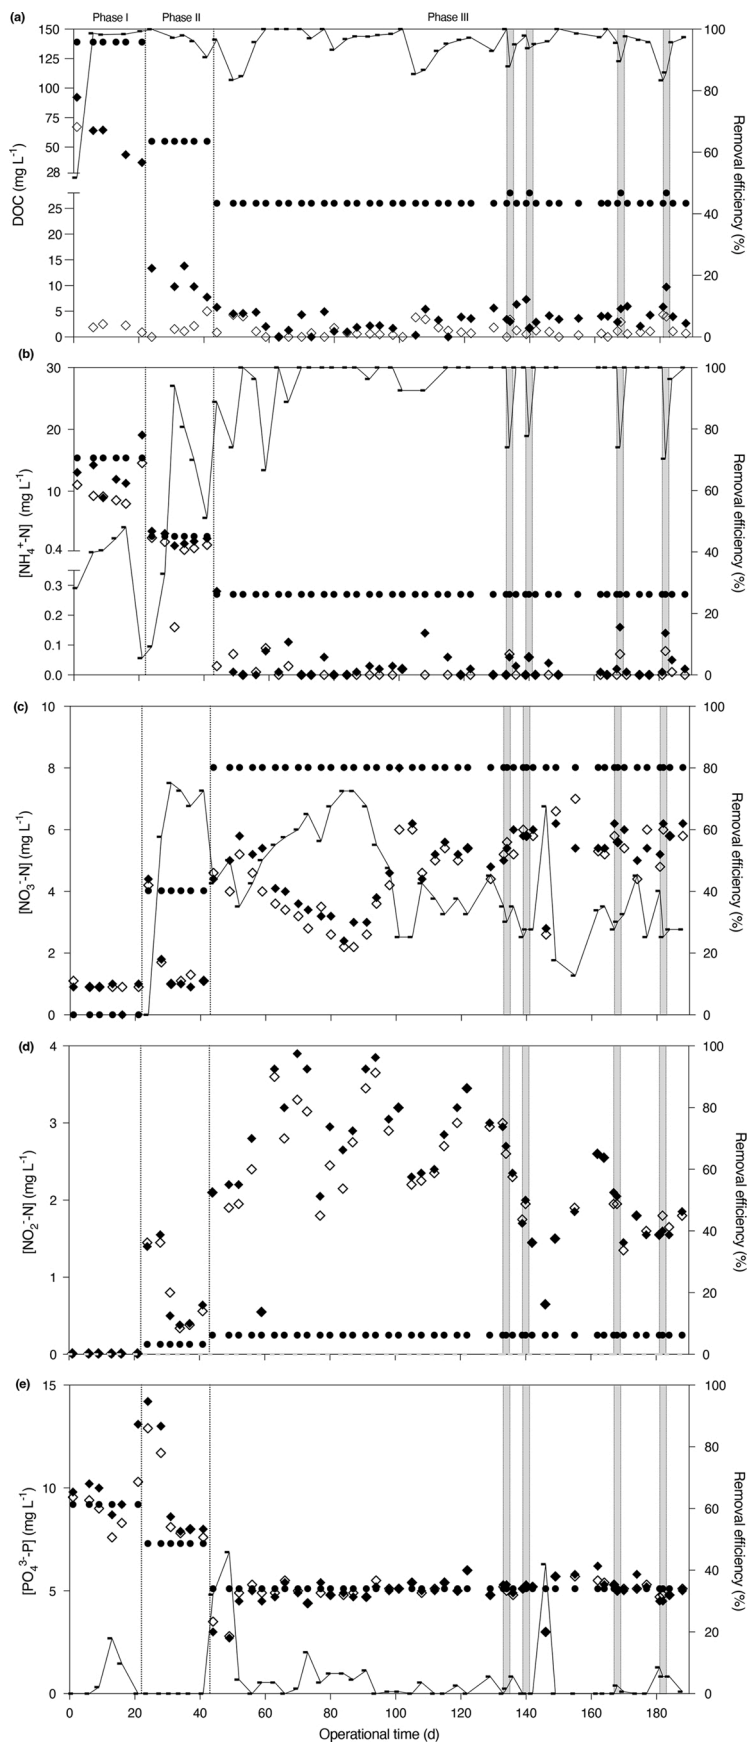 (a)
Phase I Phase II Phase III
150 100
125
100 80
75
50 60
28
25 40
20
15 20
10
5
0 0
DOC (mg L⁻¹)
Removal efficiency (%)
(b)
30 100
20 80
10 60
0.4 40
0.3
0.2 20
0.1
0.0 0
[NH₄⁺-N] (mg L⁻¹)
Removal efficiency (%)
(c)
10 100
8 80
6 60
4 40
2 20
0 0
[NO₃⁻-N] (mg L⁻¹)
Removal efficiency (%)
(d)
4 100
3 80
2 60
40
1 20
0 0
[NO₂⁻-N] (mg L⁻¹)
Removal efficiency (%)
(e)
15 100
80
10 60
5 40
20
0 0
[PO₄³⁻-P] (mg L⁻¹)
Removal efficiency (%)
0 20 40 60 80 100 120 140 160 180
Operational time (d)